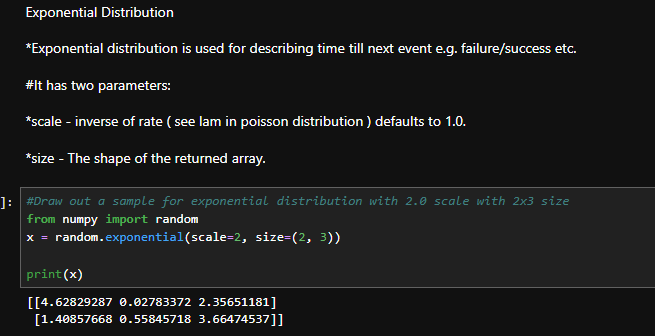 Exponential Distribution
*Exponential distribution is used for describing time till next event e.g. failure/success etc.
#It has two parameters:
*scale - inverse of rate ( see lam in poisson distribution ) defaults to 1.0.
*size - The shape of the returned array.
]: #Draw out a sample for exponential distribution with 2.0 scale with 2x3 size
from numpy import random
x = random.exponential(scale=2, size=(2, 3))
print(x)
[[4.62829287 0.02783372 2.35651181]
[1.40857668 0.55845718 3.66474537]]